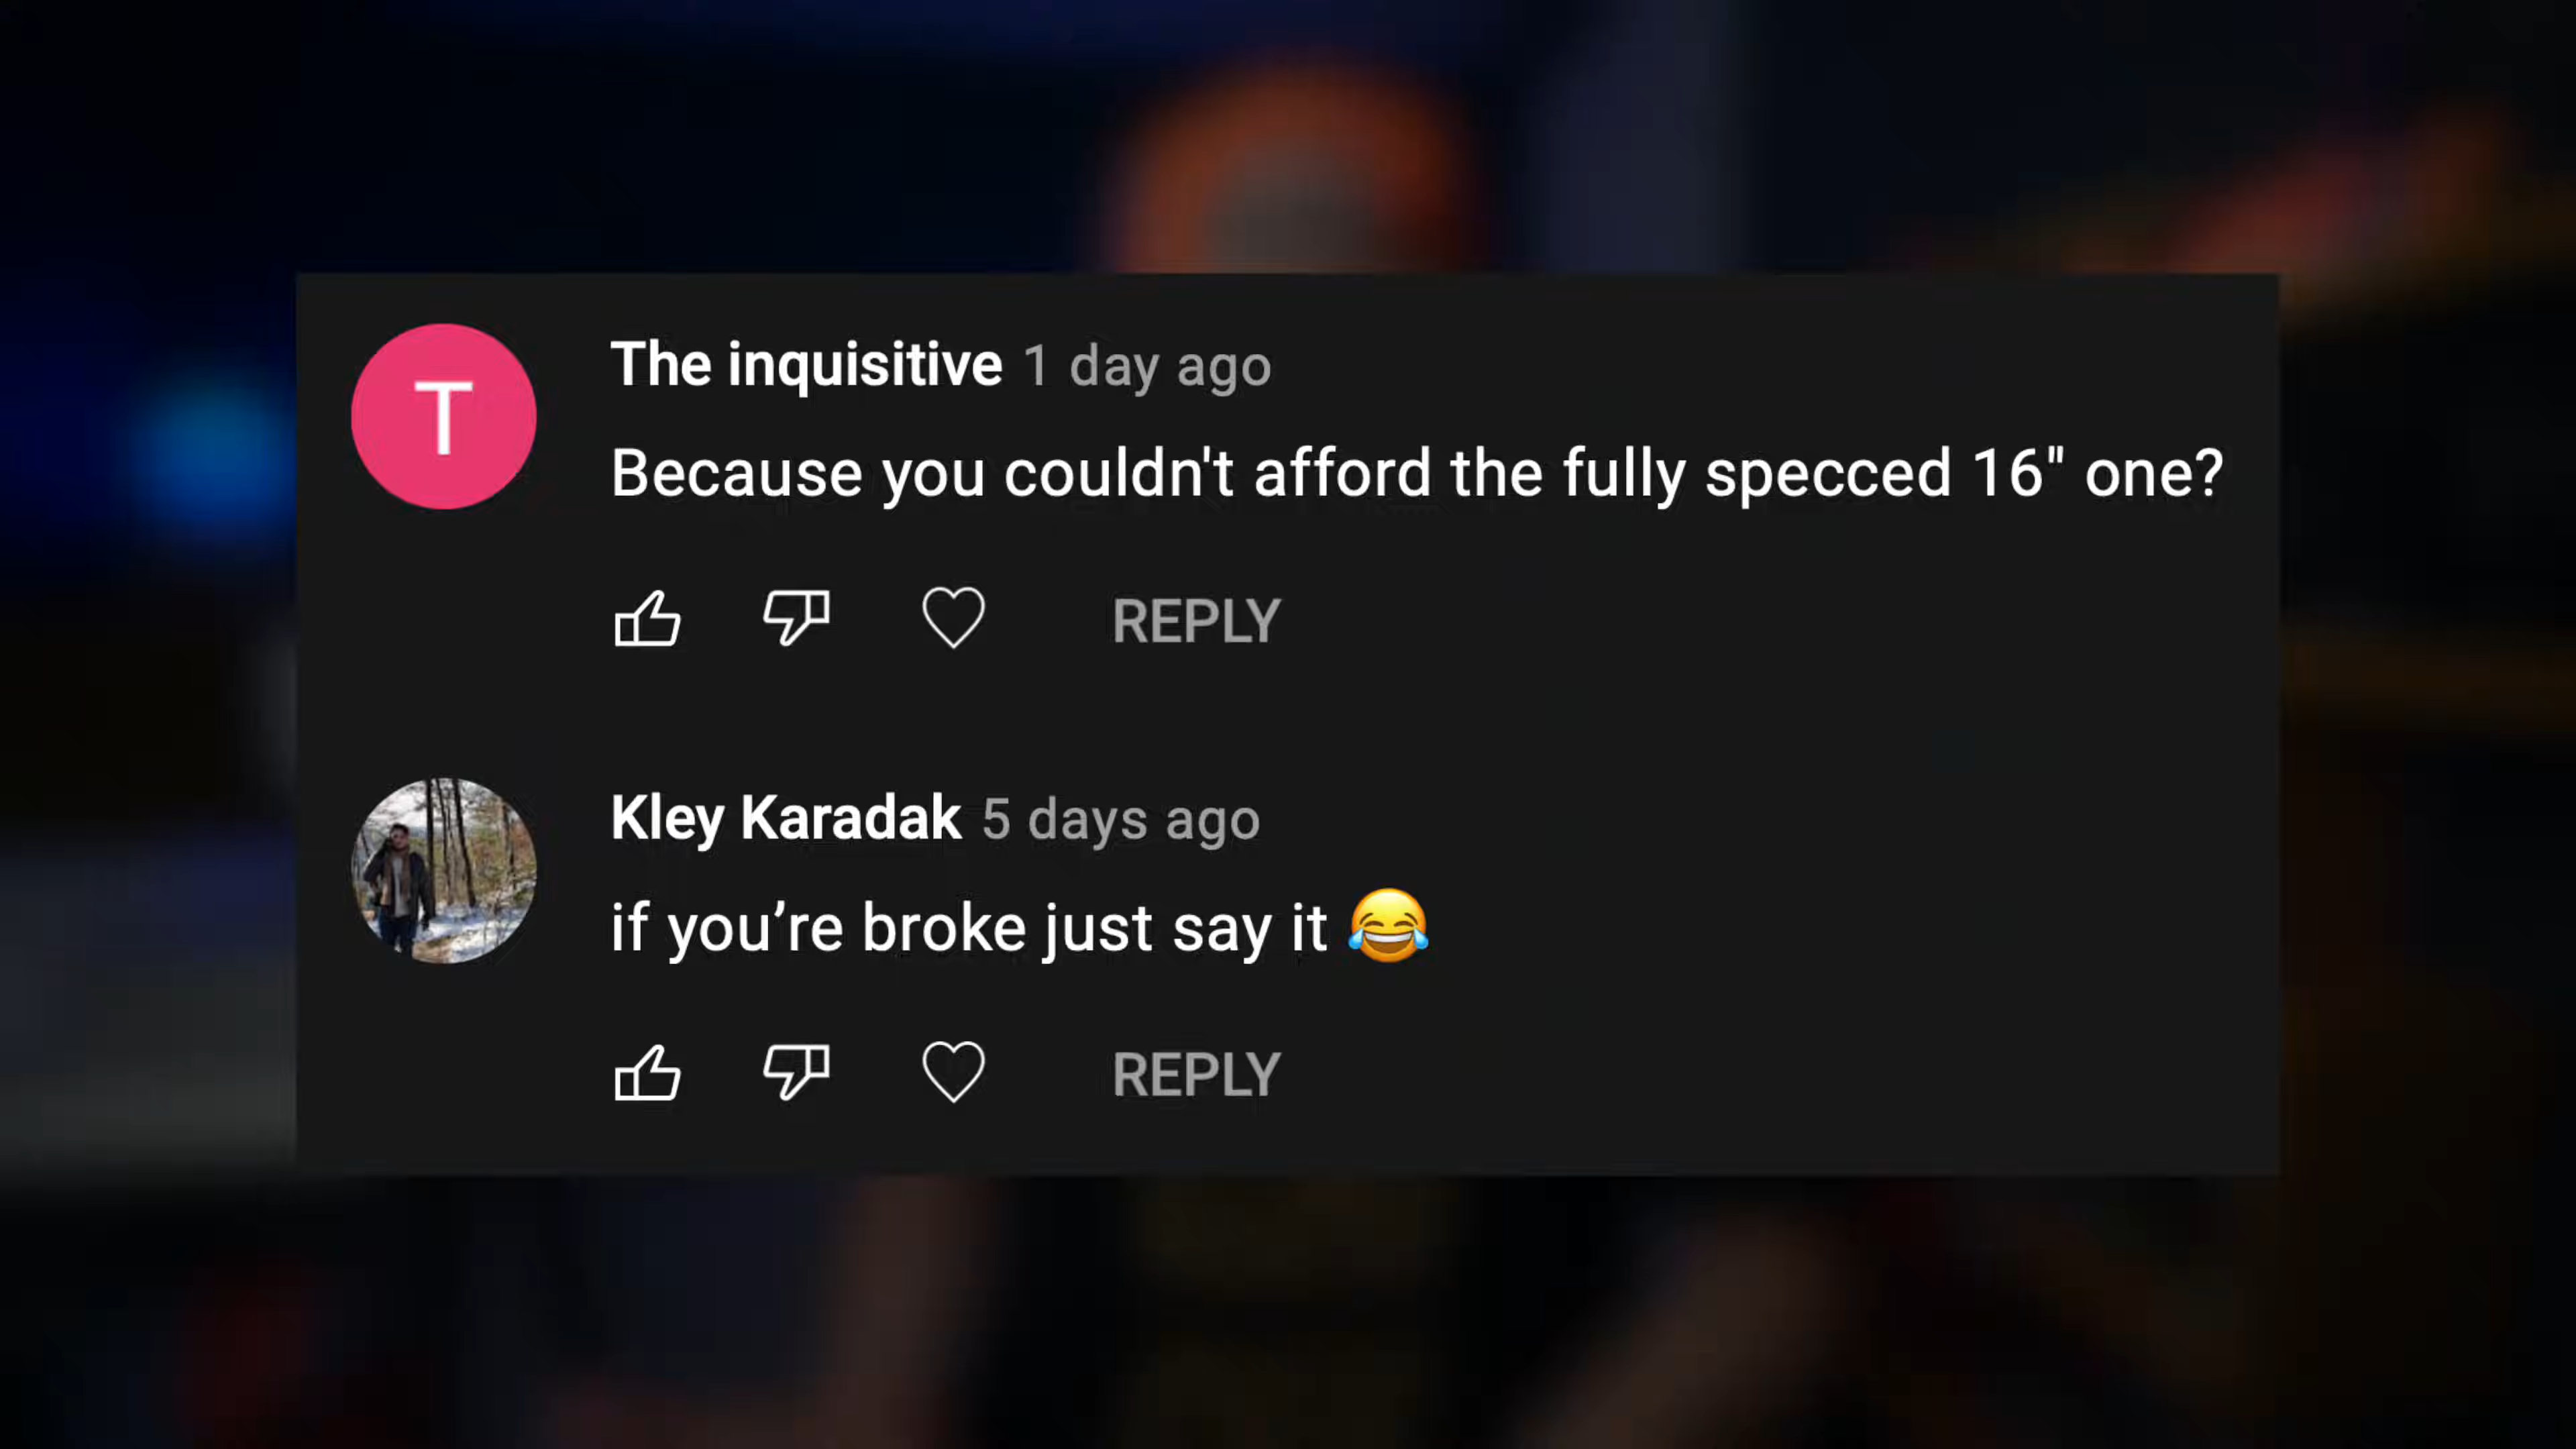 T
The inquisitive 1 day ago
Because you couldn't afford the fully specced 16" one?
REPLY
Kley Karadak 5 days ago
if you’re broke just say it 😂
REPLY